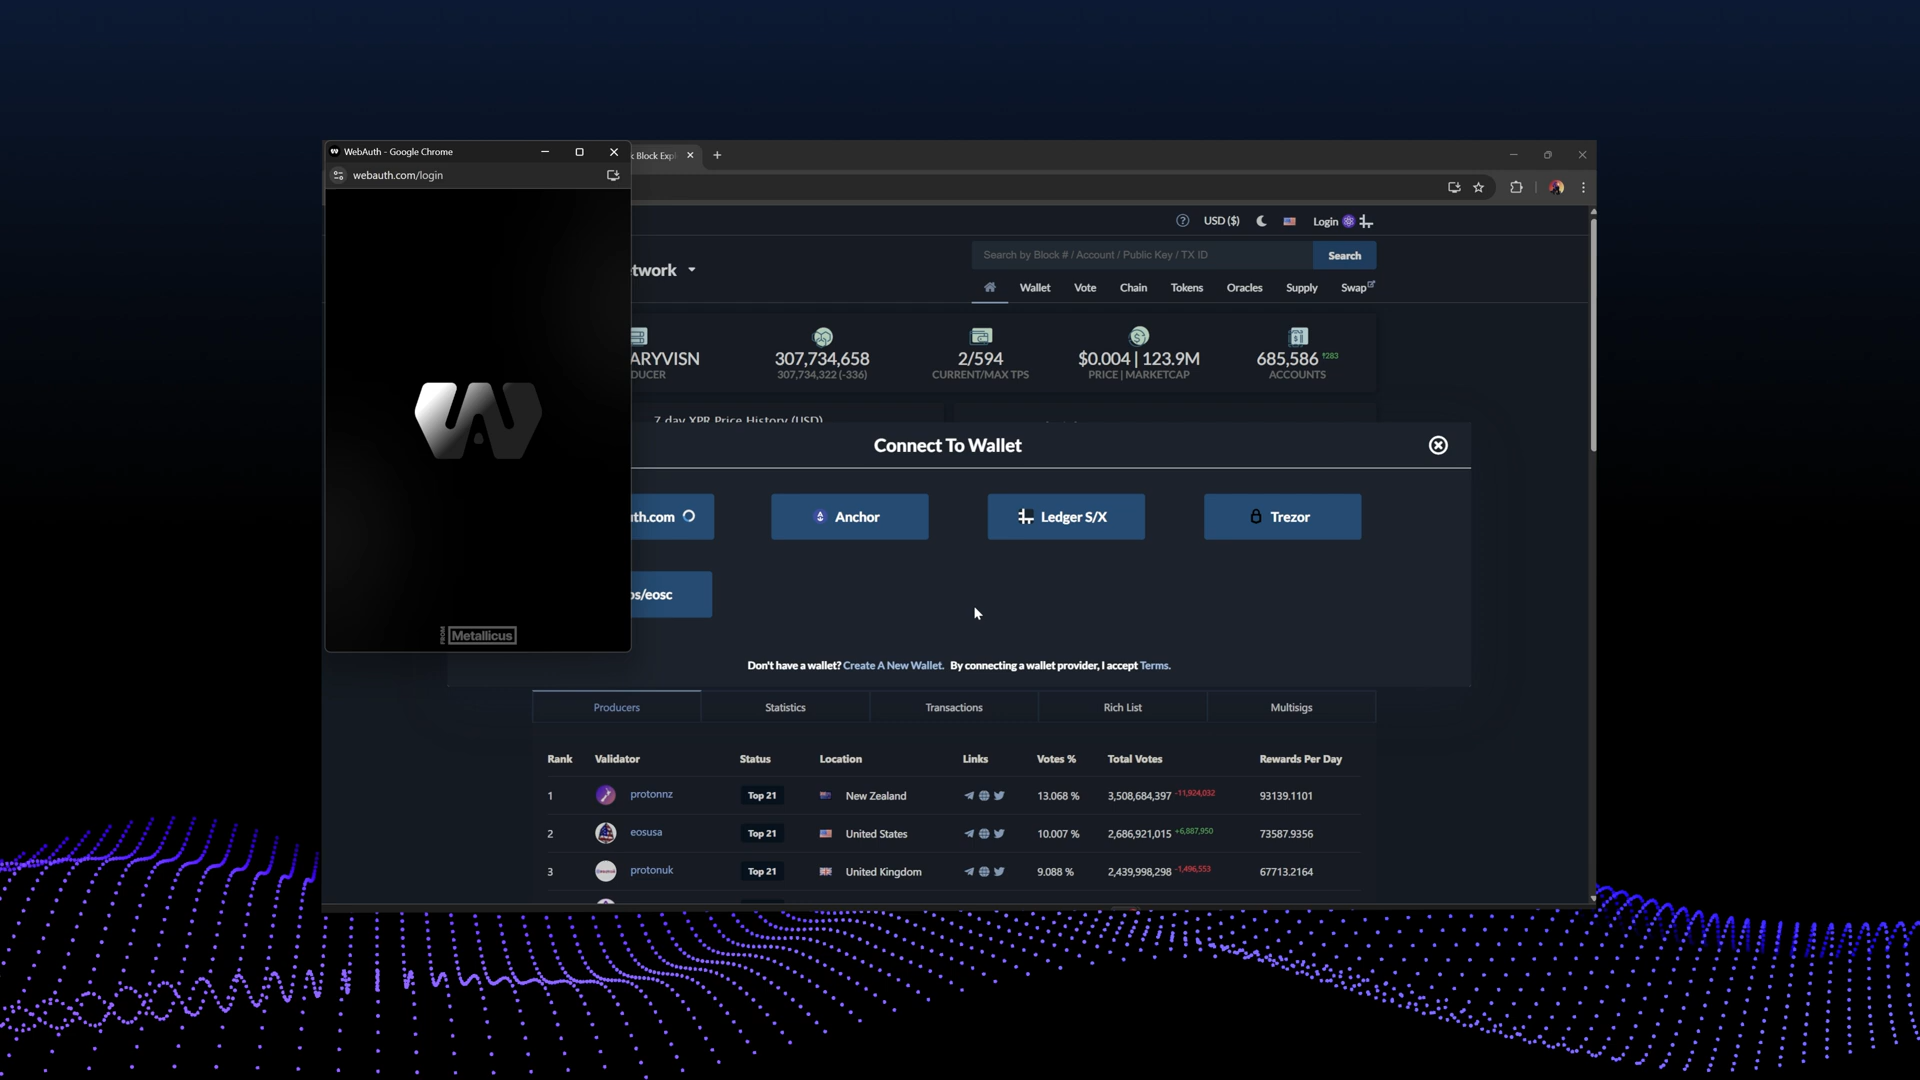 WebAuth - Google Chrome
k Block Expl
webauth.com/login
USD ($)
Login
twork
Search by Block # / Account / Public Key / TX ID
Search
Wallet
Vote
Chain
Tokens
Oracles
Supply
Swap
ARYVISN
307,734,658
2/594
$0.004 | 123.9M
685,586 ↑283
DUCER
307,734,322 (-336)
CURRENT/MAX TPS
PRICE | MARKETCAP
ACCOUNTS
7 day XPR Price History (USD)
Connect To Wallet
uth.com
Anchor
Ledger S/X
Trezor
os/eosc
FROM Metallicus
Don't have a wallet? Create A New Wallet. By connecting a wallet provider, I accept Terms.
Producers
Statistics
Transactions
Rich List
Multisigs
Rank Validator Status Location Links Votes % Total Votes Rewards Per Day
1 protonnz Top 21 New Zealand 13.068 % 3,508,684,397 -11,924,032 93139.1101
2 eosusa Top 21 United States 10.007 % 2,686,921,015 +6,887,950 73587.9356
3 protonuk Top 21 United Kingdom 9.088 % 2,439,998,298 -1,496,553 67713.2164